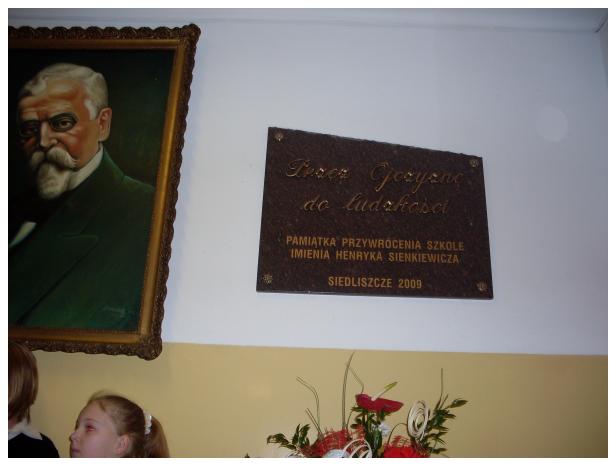 Przez Ojczyznę
do ludzkości
PAMIĄTKA PRZYWRÓCENIA SZKOLE
IMIENIA HENRYKA SIENKIEWICZA
SIEDLISZCZE 2009